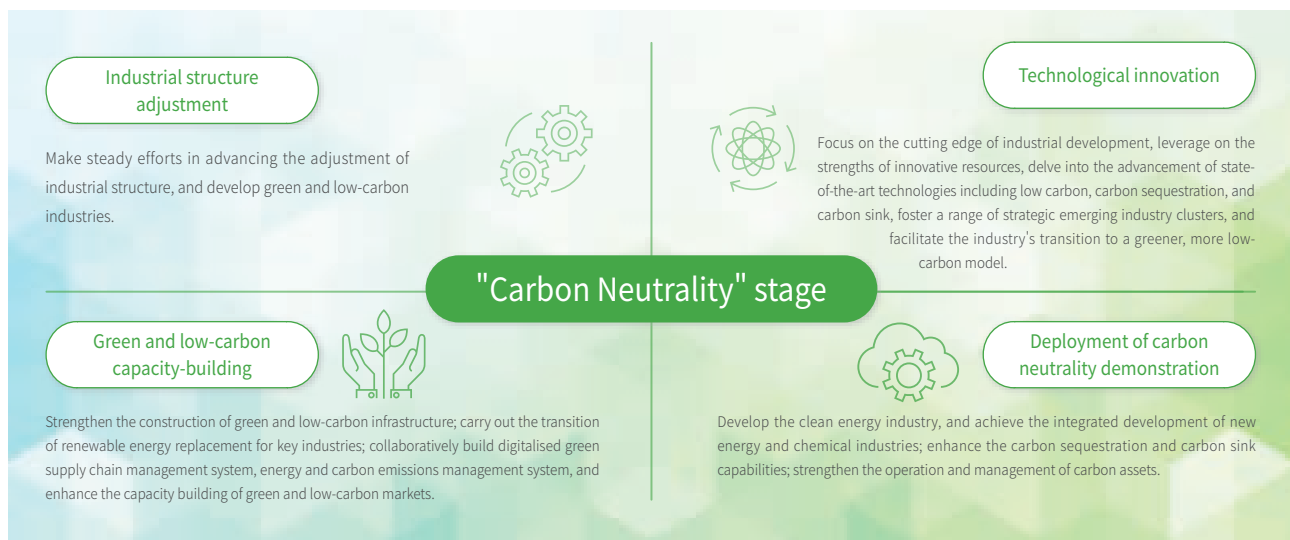 Industrial structure
adjustment
Make steady efforts in advancing the adjustment of
industrial structure, and develop green and low-carbon
industries.
Technological innovation
Focus on the cutting edge of industrial development, leverage on the
strengths of innovative resources, delve into the advancement of state-
of-the-art technologies including low carbon, carbon sequestration, and
carbon sink, foster a range of strategic emerging industry clusters, and
facilitate the industry's transition to a greener, more low-
carbon model.
"Carbon Neutrality" stage
Green and low-carbon
capacity-building
Strengthen the construction of green and low-carbon infrastructure; carry out the transition
of renewable energy replacement for key industries; collaboratively build digitalised green
supply chain management system, energy and carbon emissions management system, and
enhance the capacity building of green and low-carbon markets.
Deployment of carbon
neutrality demonstration
Develop the clean energy industry, and achieve the integrated development of new
energy and chemical industries; enhance the carbon sequestration and carbon sink
capabilities; strengthen the operation and management of carbon assets.